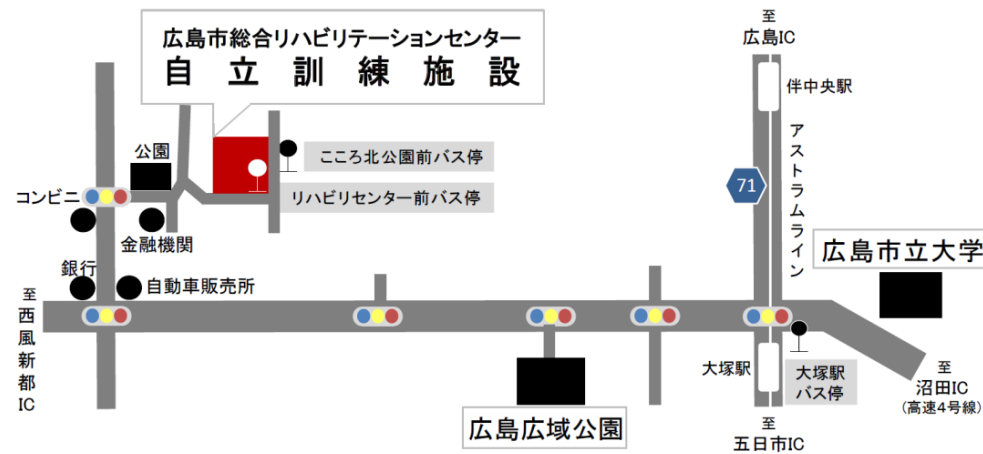 広島市総合リハビリテーションセンター
自立訓練施設
至
広島IC
伴中央駅
アストラムライン
公園
こころ北公園前バス停
コンビニ
リハビリセンター前バス停
71
金融機関
広島市立大学
銀行
自動車販売所
至
西風新都IC
大塚駅
大塚駅
バス停
至
沼田IC
(高速4号線)
広島広域公園
至
五日市IC